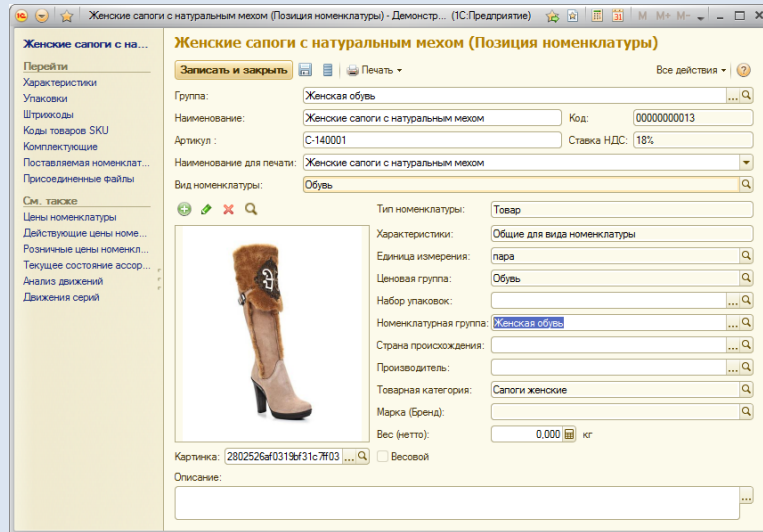 Женские сапоги с натуральным мехом (Позиция номенклатуры) - Демонстр... (1С:Предприятие)
M M+ M-
Женские сапоги с на...
Перейти
Характеристики
Упаковки
Штрихкоды
Коды товаров SKU
Комплектующие
Поставляемая номенклат...
Присоединенные файлы
См. также
Цены номенклатуры
Действующие цены номе...
Розничные цены номенкл...
Текущее состояние ассор...
Анализ движений
Движения серий
Женские сапоги с натуральным мехом (Позиция номенклатуры)
Записать и закрыть Печать Все действия
Группа: Женская обувь
Наименование: Женские сапоги с натуральным мехом Код: 00000000013
Артикул : С-140001 Ставка НДС: 18%
Наименование для печати: Женские сапоги с натуральным мехом
Вид номенклатуры: Обувь
Тип номенклатуры: Товар
Характеристики: Общие для вида номенклатуры
Единица измерения: пара
Ценовая группа: Обувь
Набор упаковок:
Номенклатурная группа: Женская обувь
Страна происхождения:
Производитель:
Товарная категория: Сапоги женские
Марка (Бренд):
Вес (нетто): 0,000 кг
Картинка: 2802526af0319bf31c7ff03 Весовой
Описание: